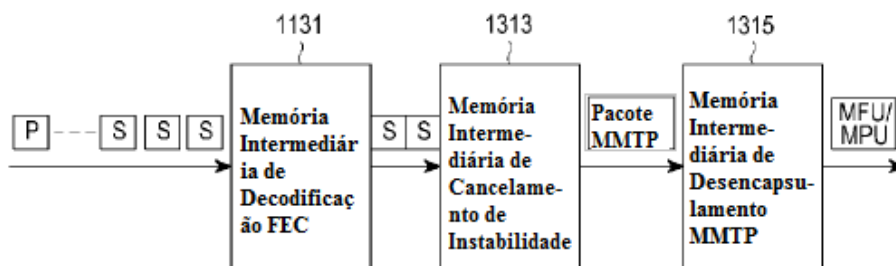 1131
1313
1315
P
S
S
S
Memória
Intermediár
ia de
Decodificaç
ão FEC
S
S
Memória
Interme-
diária de
Cancelame-
nto de
Instabilidade
Pacote
MMTP
Memória
Interme-
diária de
Desencapsu-
lamento
MMTP
MFU/
MPU